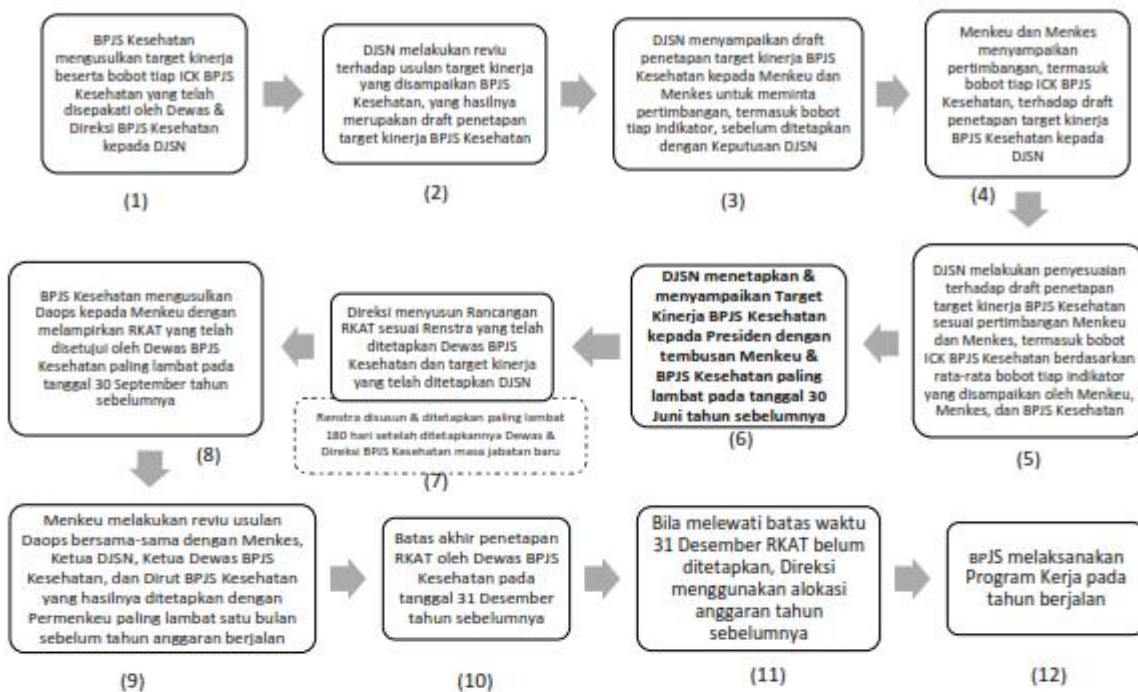 BPJS Kesehatan
mengusulkan target kinerja
beserta bobot tiap ICK BPJS
Kesehatan yang telah
disepakati oleh Dewas &
Direksi BPJS Kesehatan
kepada DJSN
(1)
DJSN melakukan reviu
terhadap usulan target kinerja
yang disampaikan BPJS
Kesehatan, yang hasilnya
merupakan draft penetapan
target kinerja BPJS Kesehatan
(2)
DJSN menyampaikan draft
penetapan target kinerja BPJS
Kesehatan kepada Menkeu dan
Menkes untuk meminta
pertimbangan, termasuk bobot
tiap indikator, sebelum ditetapkan
dengan Keputusan DJSN
(3)
Menkeu dan Menkes
menyampaikan
pertimbangan, termasuk
bobot tiap ICK BPJS
Kesehatan, terhadap draft
penetapan target kinerja
BPJS Kesehatan kepada
DJSN
(4)
DJSN melakukan penyesuaian
terhadap draft penetapan
target kinerja BPJS Kesehatan
sesuai pertimbangan Menkeu
dan Menkes, termasuk bobot
ICK BPJS Kesehatan berdasarkan
rata-rata bobot tiap indikator
yang disampaikan oleh Menkeu,
Menkes, dan BPJS Kesehatan
(5)
DJSN menetapkan &
menyampaikan Target
Kinerja BPJS Kesehatan
kepada Presiden dengan
tembusan Menkeu &
BPJS Kesehatan paling
lambat pada tanggal 30
Juni tahun sebelumnya
(6)
Direksi menyusun Rancangan
RKAT sesuai Renstra yang telah
ditetapkan Dewas BPJS
Kesehatan dan target kinerja
yang telah ditetapkan DJSN
Renstra disusun & ditetapkan paling lambat
180 hari setelah ditetapkannya Dewas &
Direksi BPJS Kesehatan masa jabatan baru
(7)
BPJS Kesehatan mengusulkan
Daops kepada Menkeu dengan
melampirkan RKAT yang telah
disetujui oleh Dewas BPJS
Kesehatan paling lambat pada
tanggal 30 September tahun
sebelumnya
(8)
Menkeu melakukan reviu usulan
Daops bersama-sama dengan Menkes,
Ketua DJSN, Ketua Dewas BPJS
Kesehatan, dan Dirut BPJS Kesehatan
yang hasilnya ditetapkan dengan
Permenkeu paling lambat satu bulan
sebelum tahun anggaran berjalan
(9)
Batas akhir penetapan
RKAT oleh Dewas BPJS
Kesehatan pada
tanggal 31 Desember
tahun sebelumnya
(10)
Bila melewati batas waktu
31 Desember RKAT belum
ditetapkan, Direksi
menggunakan alokasi
anggaran tahun
sebelumnya
(11)
BPJS melaksanakan
Program Kerja pada
tahun berjalan
(12)